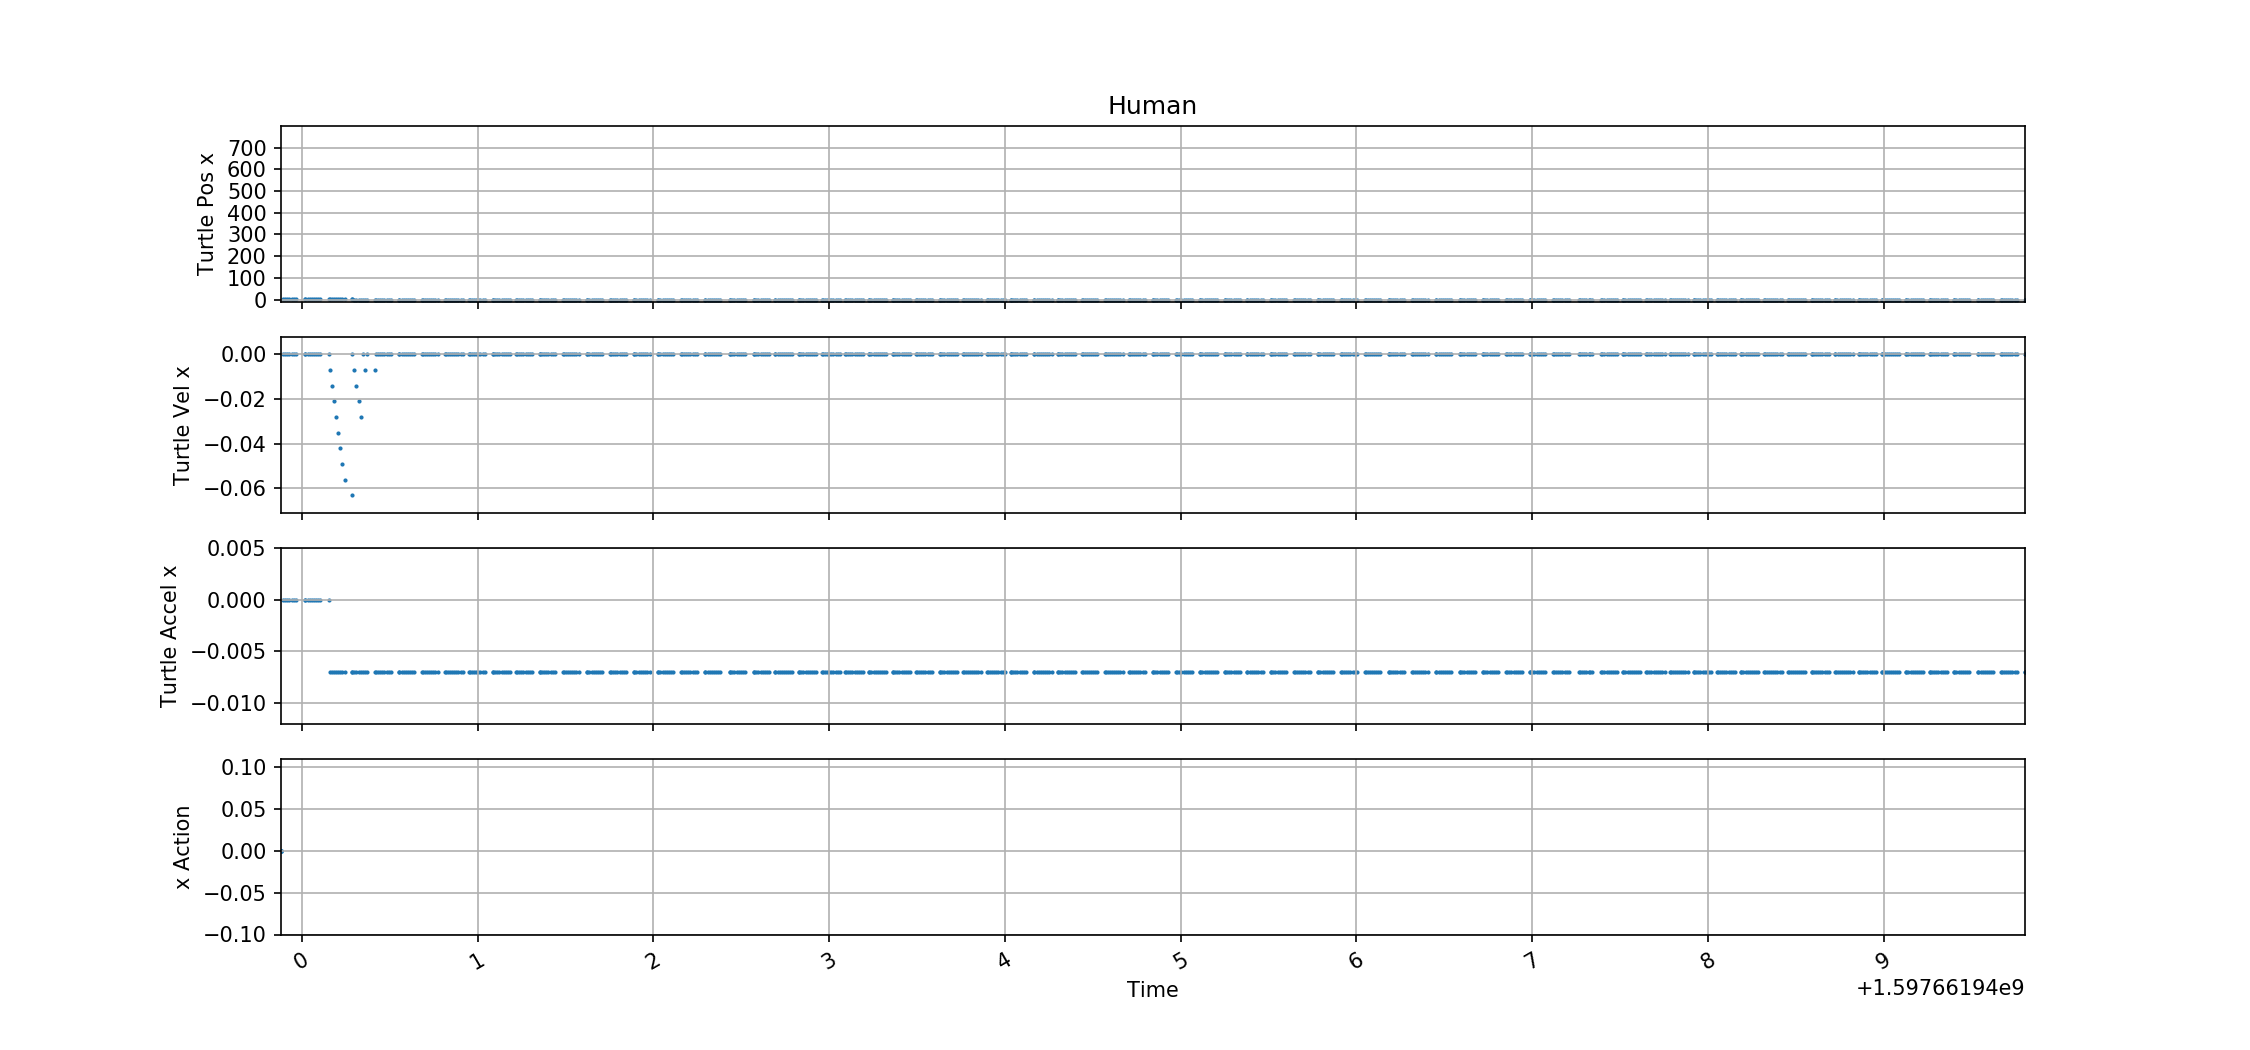 Human
Turtle Pos x
700
600
500
400
300
200
100
0
Turtle Vel x
0.00
−0.02
−0.04
−0.06
Turtle Accel x
0.005
0.000
−0.005
−0.010
x Action
0.10
0.05
0.00
−0.05
−0.10
0 1 2 3 4 5 6 7 8 9
Time
+1.59766194e9